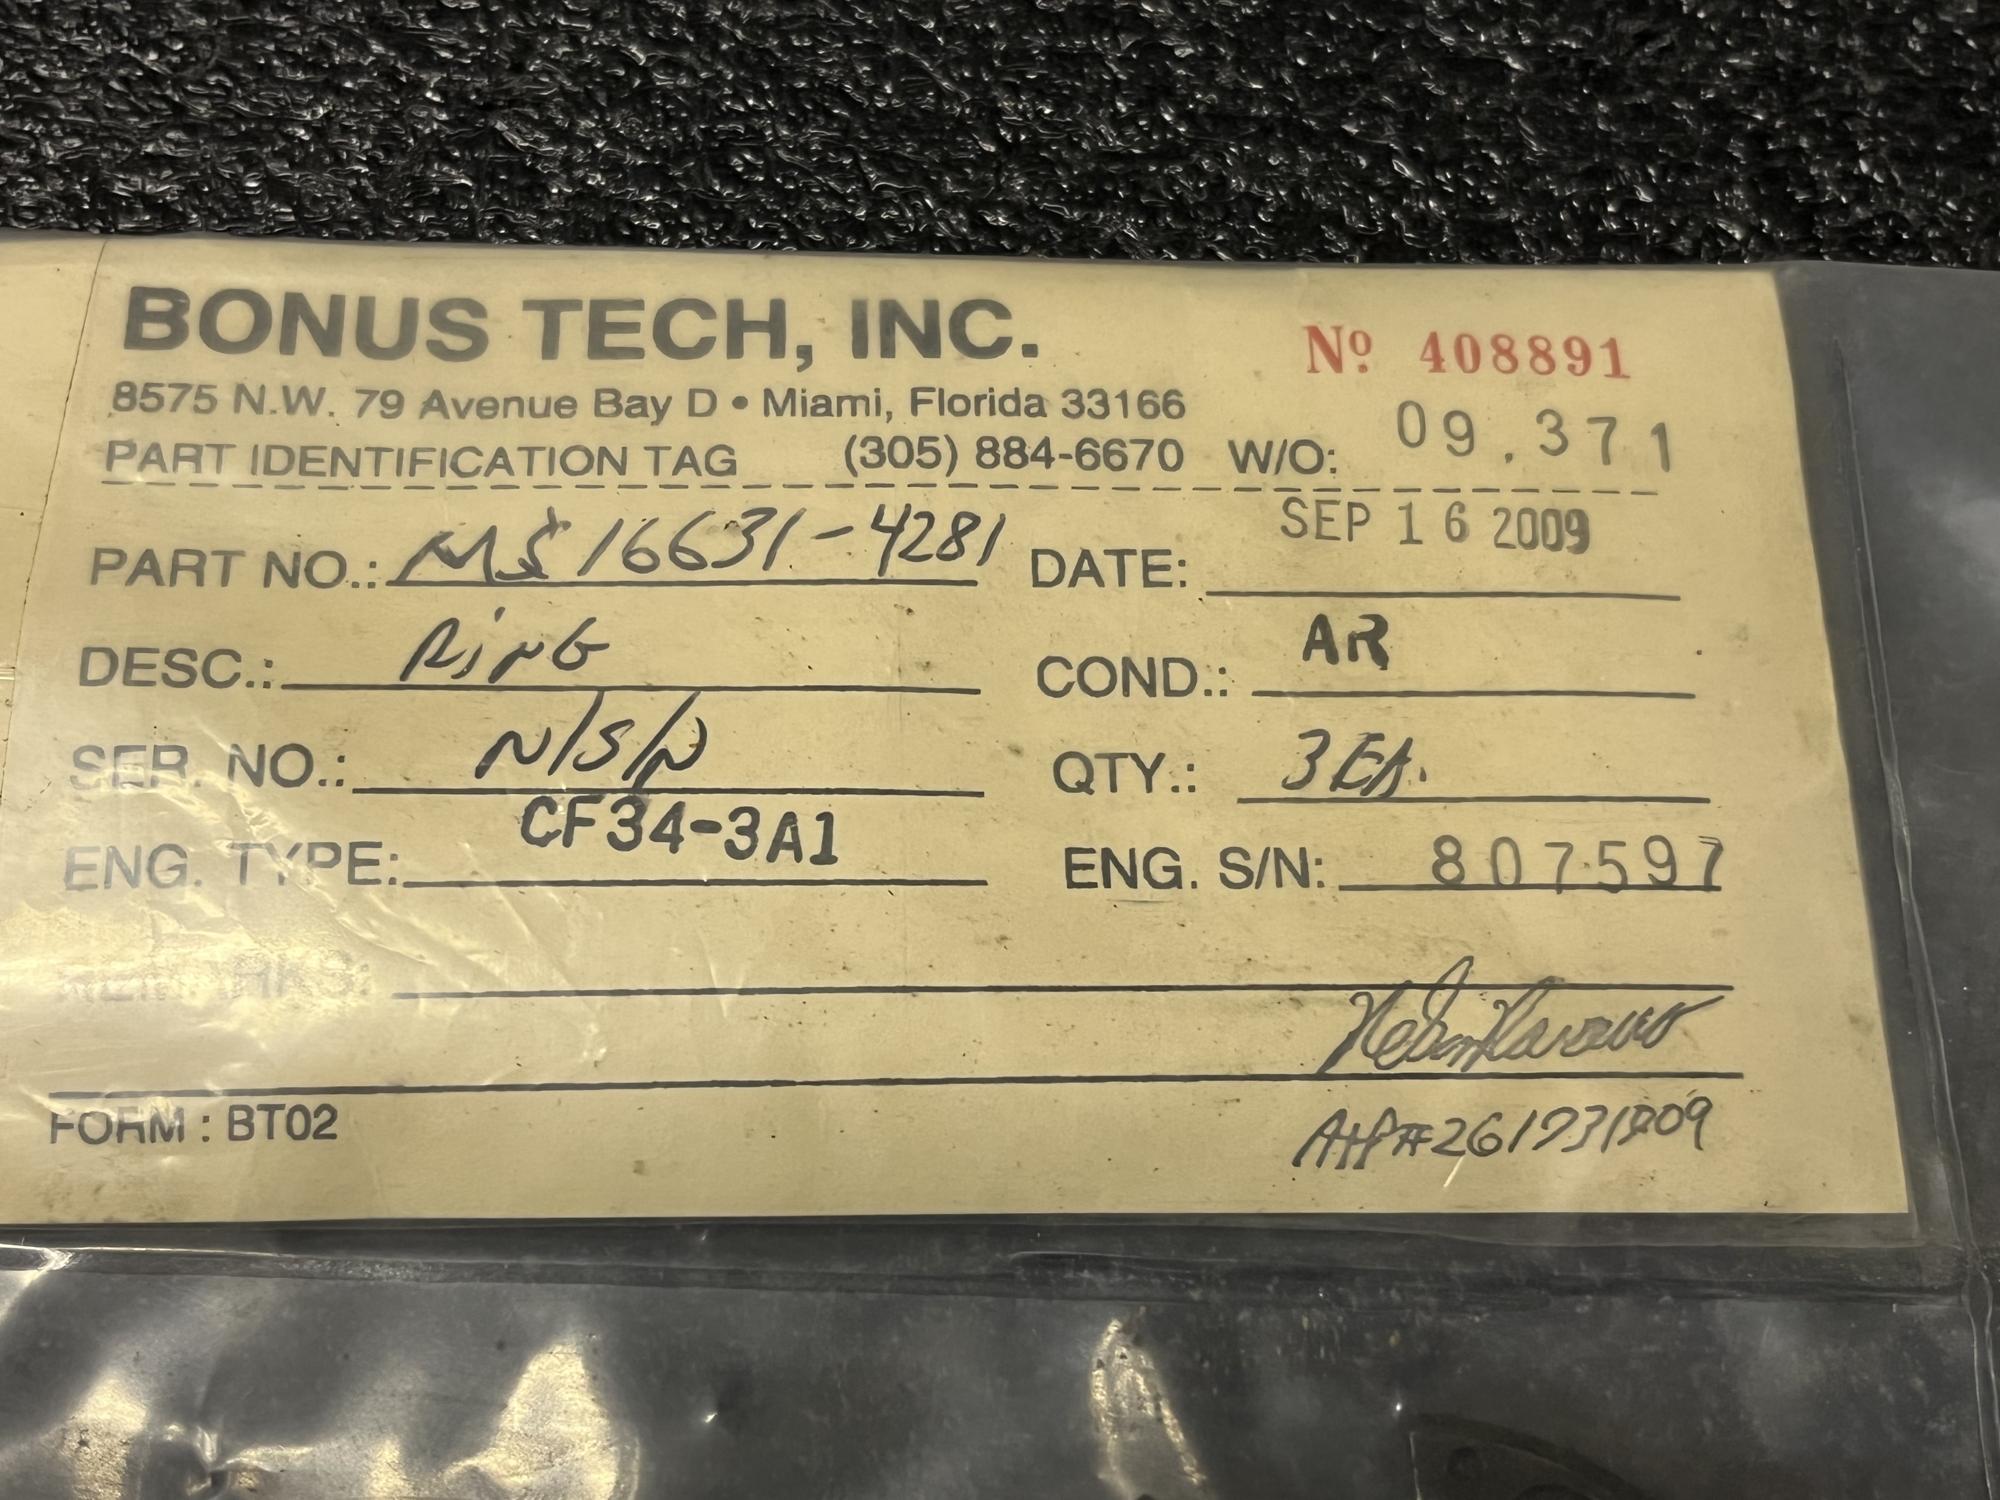 BONUS TECH, INC.
Nº 408891
8575 N.W. 79 Avenue Bay D • Miami, Florida 33166
PART IDENTIFICATION TAG (305) 884-6670 W/O: 09.371
PART NO.: MS16631-4281 DATE: SEP 16 2009
DESC.: RiNG COND.: AR
SER. NO.: N/S/N QTY.: 3 EA.
ENG. TYPE: CF34-3A1 ENG. S/N: 807597
REMARKS:
FORM : BT02